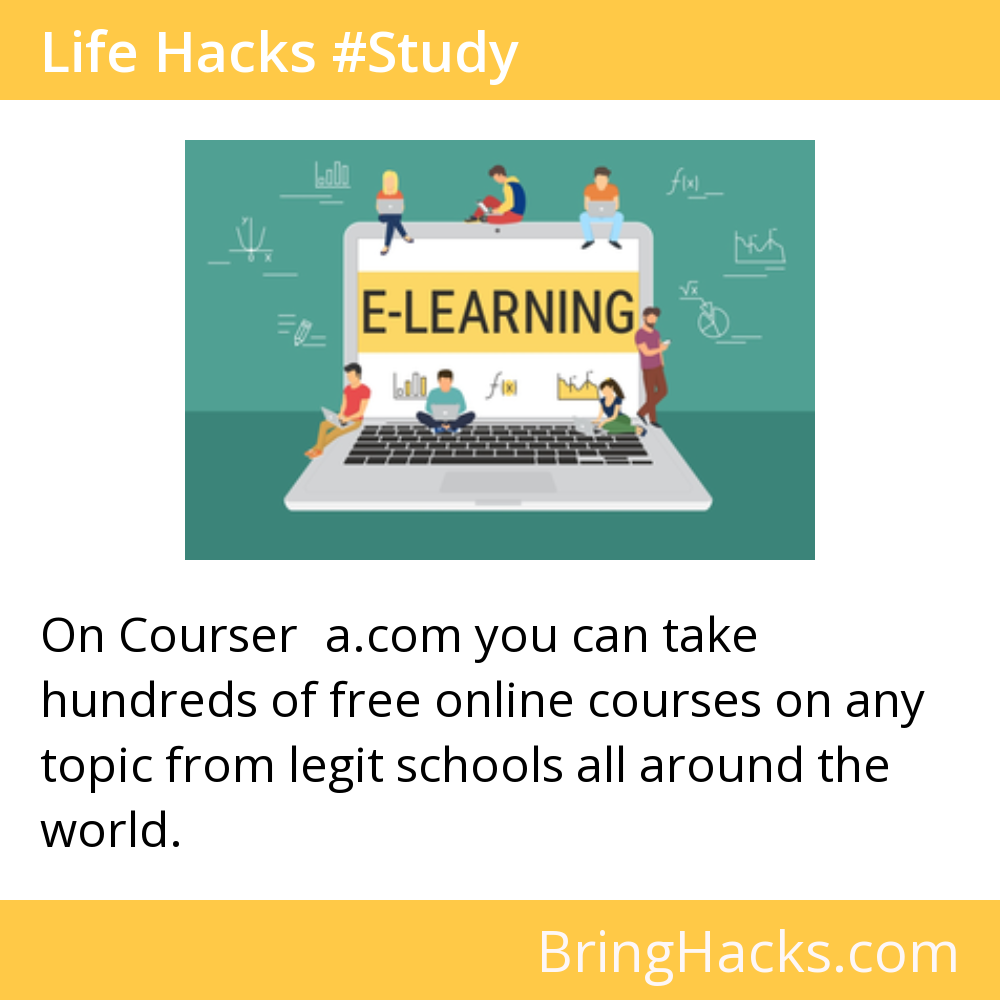 Life Hacks #Study
f(x)
y
x
√x
E-LEARNING
f(x)
On Courser  a.com you can take
hundreds of free online courses on any
topic from legit schools all around the
world.
BringHacks.com